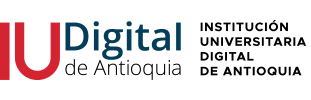 IU Digital
de Antioquia
INSTITUCIÓN
UNIVERSITARIA
DIGITAL
DE ANTIOQUIA